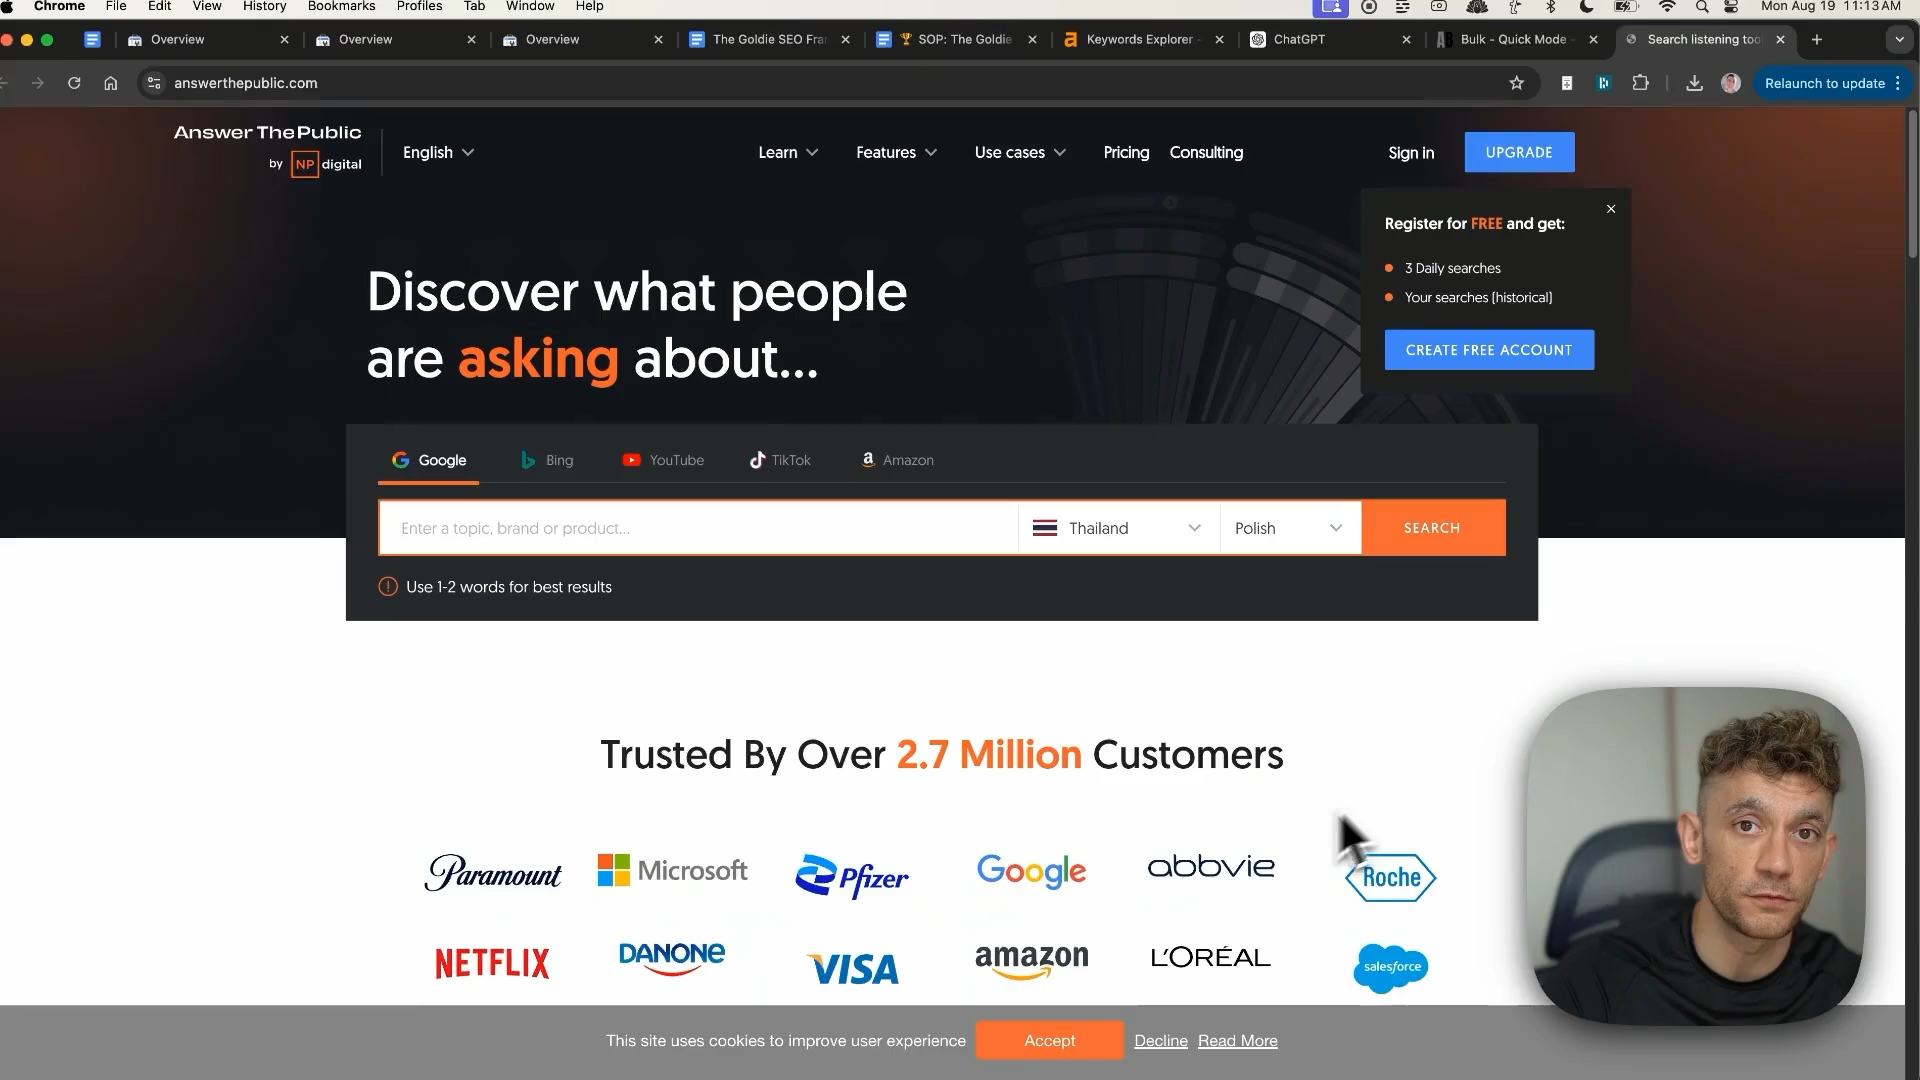 Chrome File Edit View History Bookmarks Profiles Tab Window Help Mon Aug 19 11:13 AM
Overview Overview Overview The Goldie SEO Fra SOP: The Goldie Keywords Explorer - ChatGPT Bulk - Quick Mode - Search listening too
answerthepublic.com Relaunch to update
Answer ThePublic
by NP digital
English Learn Features Use cases Pricing Consulting Sign in UPGRADE
Register for FREE and get:
3 Daily searches
Your searches (historical)
CREATE FREE ACCOUNT
Discover what people
are asking about...
Google Bing YouTube TikTok Amazon
Enter a topic, brand or product... Thailand Polish SEARCH
Use 1-2 words for best results
Trusted By Over 2.7 Million Customers
Paramount Microsoft Pfizer Google abbvie Roche
NETFLIX DANONE VISA amazon L'ORÉAL salesforce
This site uses cookies to improve user experience Accept Decline Read More